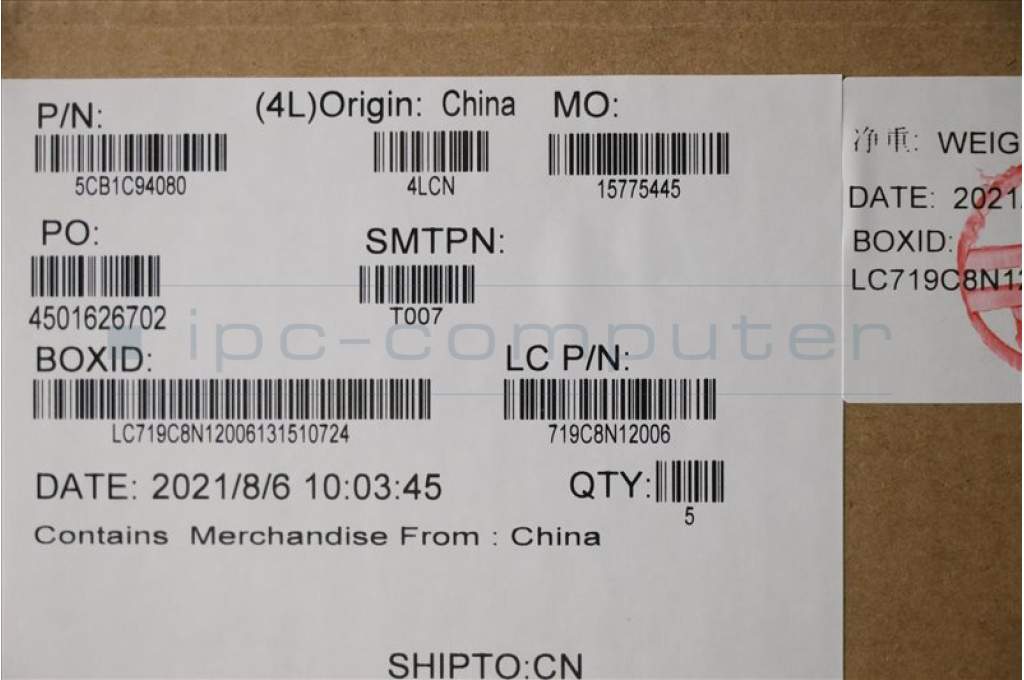 P/N:
(4L)Origin: China
MO:
5CB1C94080
4LCN
15775445
PO:
SMTPN:
4501626702
T007
ipc-computer
BOXID:
LC P/N:
LC719C8N12006131510724
719C8N12006
DATE: 2021/8/6 10:03:45
QTY:
5
Contains Merchandise From : China
SHIPTO:CN
净重: WEIG
DATE: 2021/
BOXID:
LC719C8N12